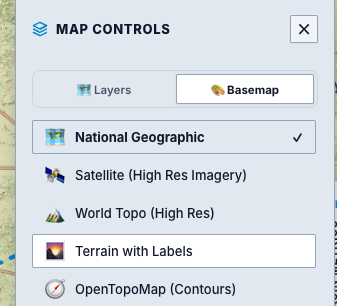 MAP CONTROLS
Layers
Basemap
National Geographic
Satellite (High Res Imagery)
World Topo (High Res)
Terrain with Labels
OpenTopoMap (Contours)